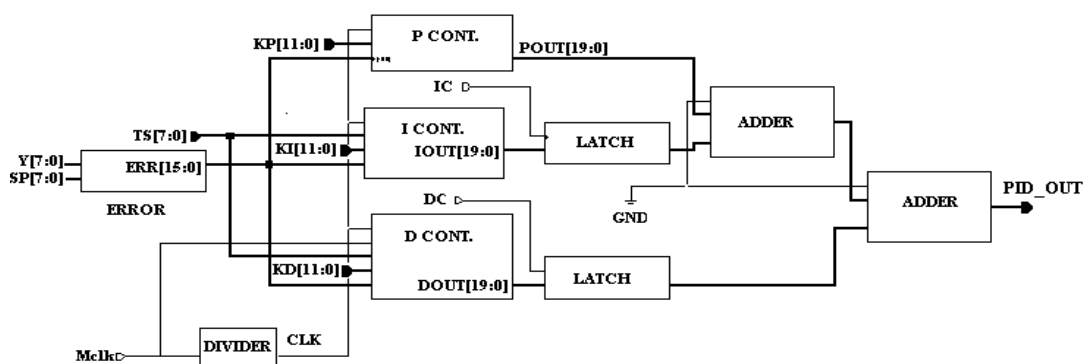 P CONT.
KP[11:0]
POUT[19:0]
IC
TS[7:0]
I CONT.
KI[11:0]
IOUT[19:0]
LATCH
ADDER
Y[7:0]
SP[7:0]
ERR[15:0]
ERROR
DC
GND
ADDER
PID_OUT
D CONT.
KD[11:0]
DOUT[19:0]
LATCH
Mclk
DIVIDER
CLK